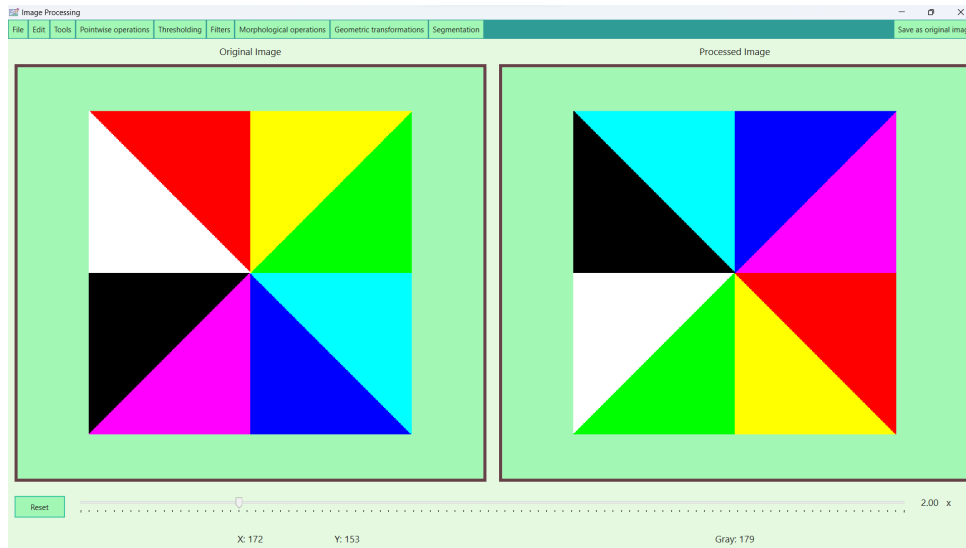 Image Processing
File Edit Tools Pointwise operations Thresholding Filters Morphological operations Geometric transformations Segmentation Save as original imag
Original Image Processed Image
Reset 2.00 x
X: 172 Y: 153 Gray: 179